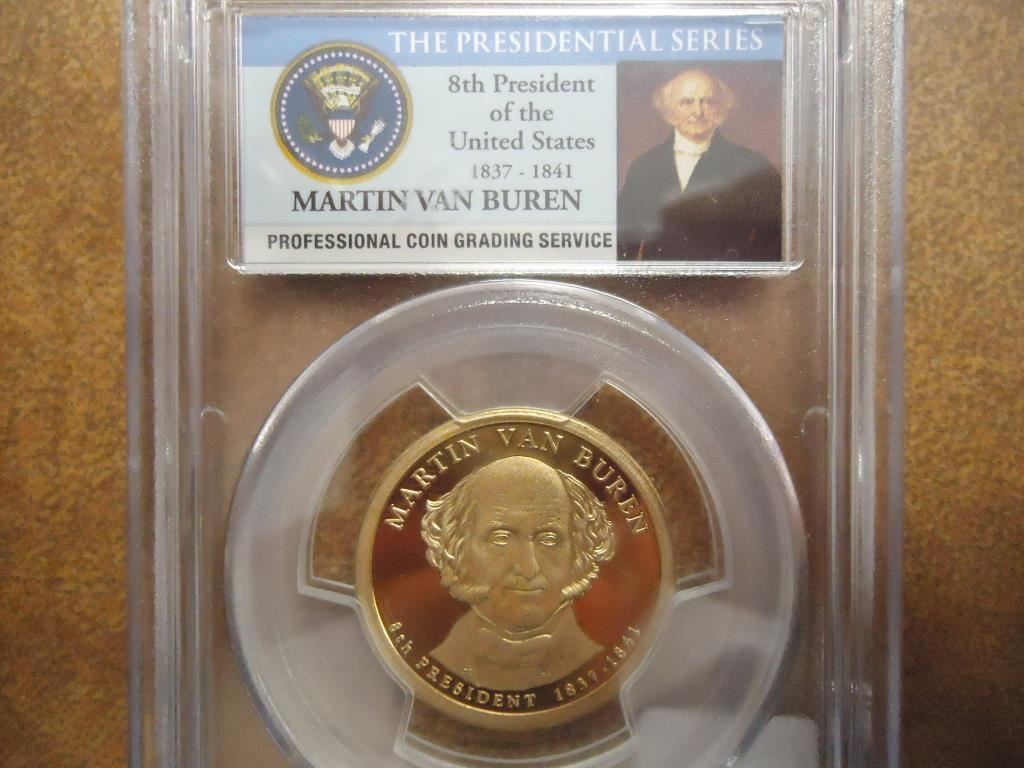 THE PRESIDENTIAL SERIES
8th President
of the
United States
1837 - 1841
MARTIN VAN BUREN
PROFESSIONAL COIN GRADING SERVICE
MARTIN VAN BUREN
8th PRESIDENT 1837-1841